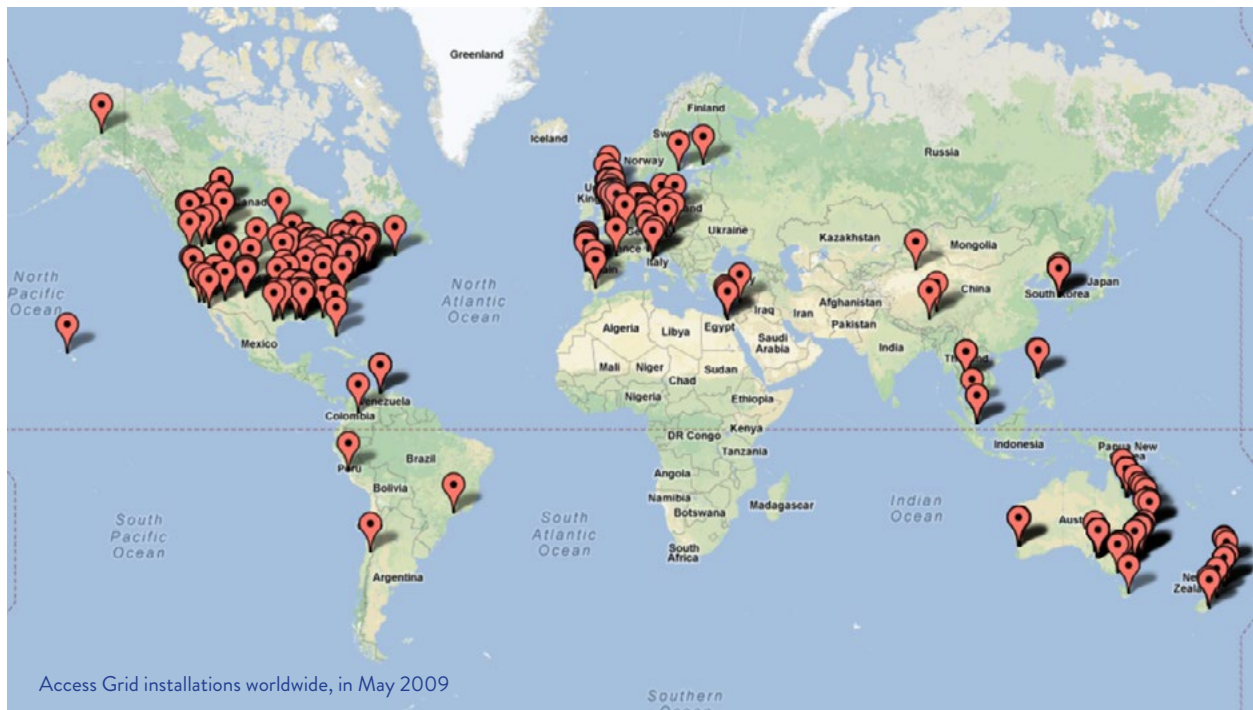 Greenland
Iceland
Finland
Norway
Russia
Ukraine
Kazakhstan
Mongolia
Italy
China
Japan
South Korea
North
Pacific
Ocean
North
Atlantic
Ocean
Mexico
Algeria
Libya
Egypt
Iraq
Iran
Afghanistan
Pakistan
Saudi
Arabia
India
Mali
Niger
Chad
Sudan
Nigeria
Ethiopia
Colombia
DR Congo
Kenya
Tanzania
Indonesia
Papua New
Peru
Brazil
Bolivia
Angola
Namibia
Botswana
Madagascar
Indian
Ocean
South
Pacific
Ocean
South
Atlantic
Ocean
South
Africa
Argentina
Access Grid installations worldwide, in May 2009
Southern